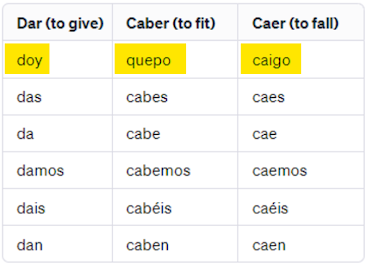 Dar (to give) Caber (to fit) Caer (to fall)
doy quepo caigo
das cabes caes
da cabe cae
damos cabemos caemos
dais cabéis caéis
dan caben caen